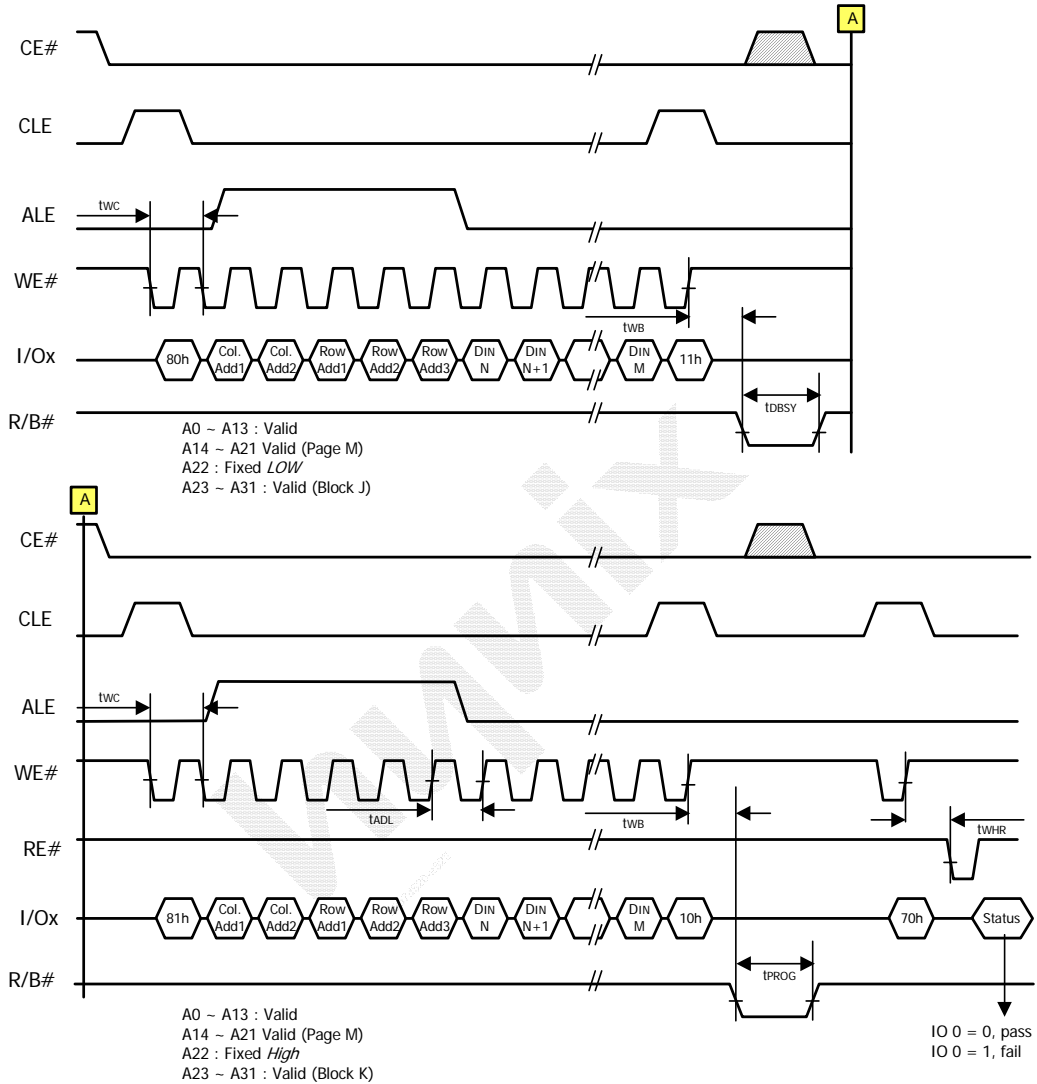 A
CE#
CLE
ALE
tWC
WE#
tWB
I/Ox
80h
Col. Add1
Col. Add2
Row Add1
Row Add2
Row Add3
DIN N
DIN N+1
DIN M
11h
tDBSY
R/B#
A0 ~ A13 : Valid
A14 ~ A21 Valid (Page M)
A22 : Fixed LOW
A23 ~ A31 : Valid (Block J)
A
CE#
CLE
ALE
tWC
WE#
tADL
tWB
tWHR
RE#
I/Ox
81h
Col. Add1
Col. Add2
Row Add1
Row Add2
Row Add3
DIN N
DIN N+1
DIN M
10h
70h
Status
tPROG
R/B#
A0 ~ A13 : Valid
A14 ~ A21 Valid (Page M)
A22 : Fixed High
A23 ~ A31 : Valid (Block K)
IO 0 = 0, pass
IO 0 = 1, fail